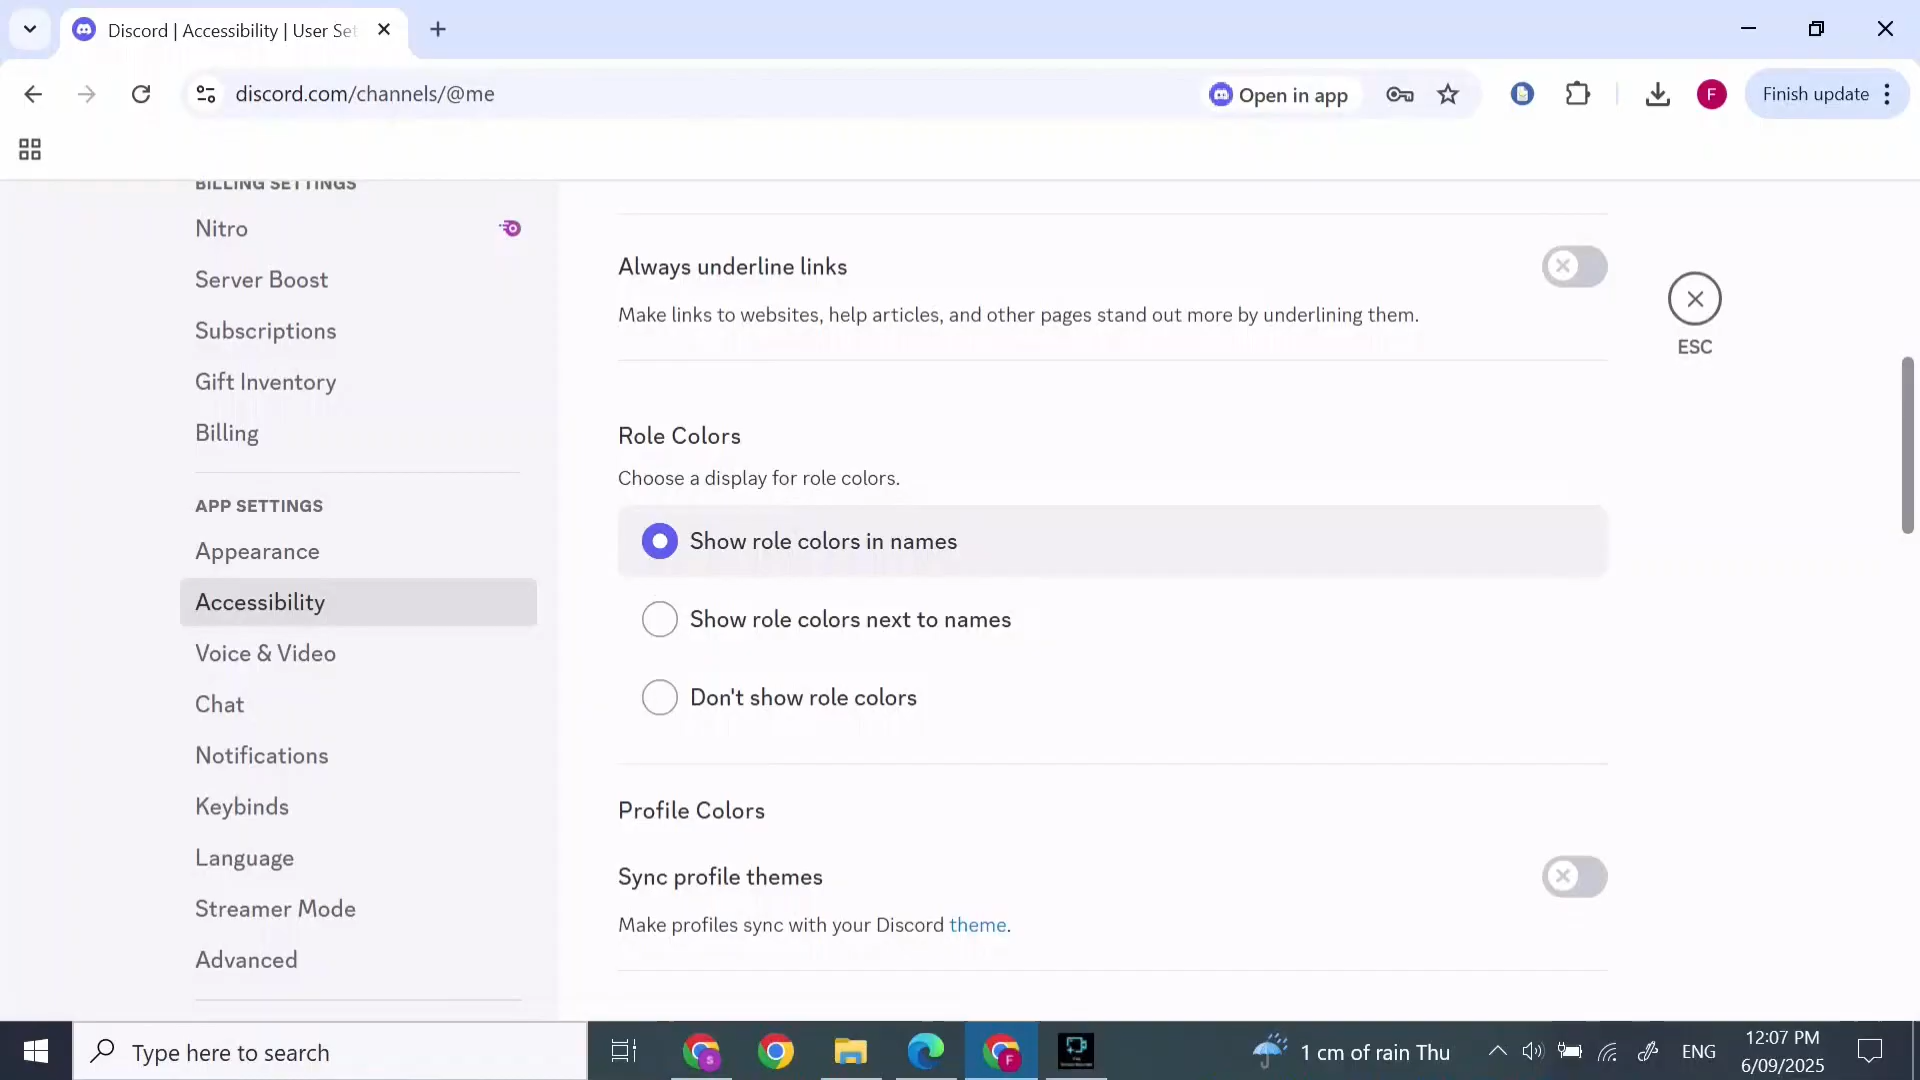 Discord | Accessibility | User Set
discord.com/channels/@me
Open in app
F
Finish update
BILLING SETTINGS
Nitro
Server Boost
Subscriptions
Gift Inventory
Billing
APP SETTINGS
Appearance
Accessibility
Voice & Video
Chat
Notifications
Keybinds
Language
Streamer Mode
Advanced
Always underline links
Make links to websites, help articles, and other pages stand out more by underlining them.
ESC
Role Colors
Choose a display for role colors.
Show role colors in names
Show role colors next to names
Don't show role colors
Profile Colors
Sync profile themes
Make profiles sync with your Discord theme.
Type here to search
S
F
1 cm of rain Thu
ENG
12:07 PM
6/09/2025